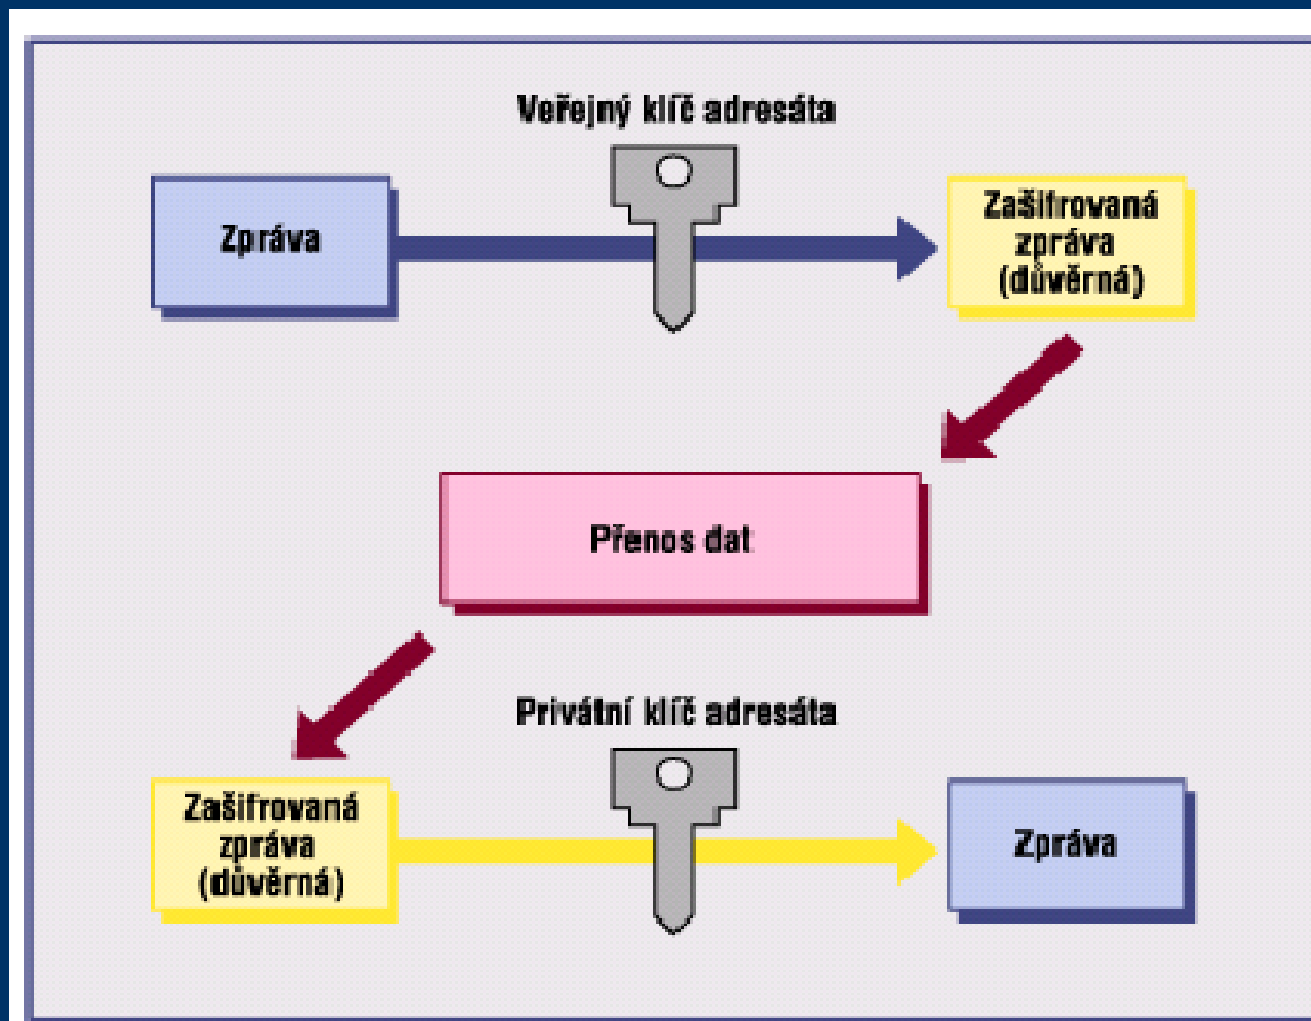 Veřejný klíč adresáta
Zpráva
Zašifrovaná
zpráva
(důvěrná)
Přenos dat
Privátní klíč adresáta
Zašifrovaná
zpráva
(důvěrná)
Zpráva